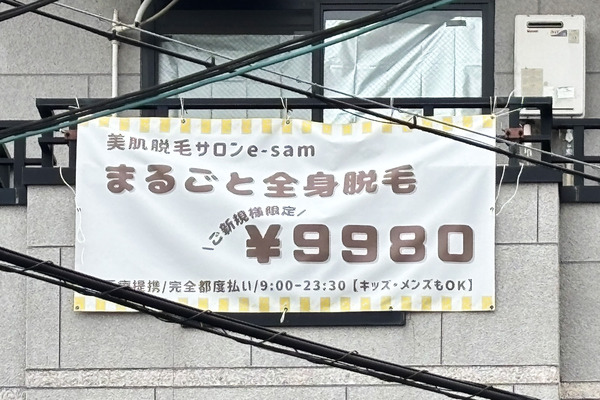 美肌脱毛サロンe-sam
まるごと全身脱毛
\ご新規様限定/
¥9980
療提携/完全都度払い/9:00-23:30【キッズ・メンズもOK】